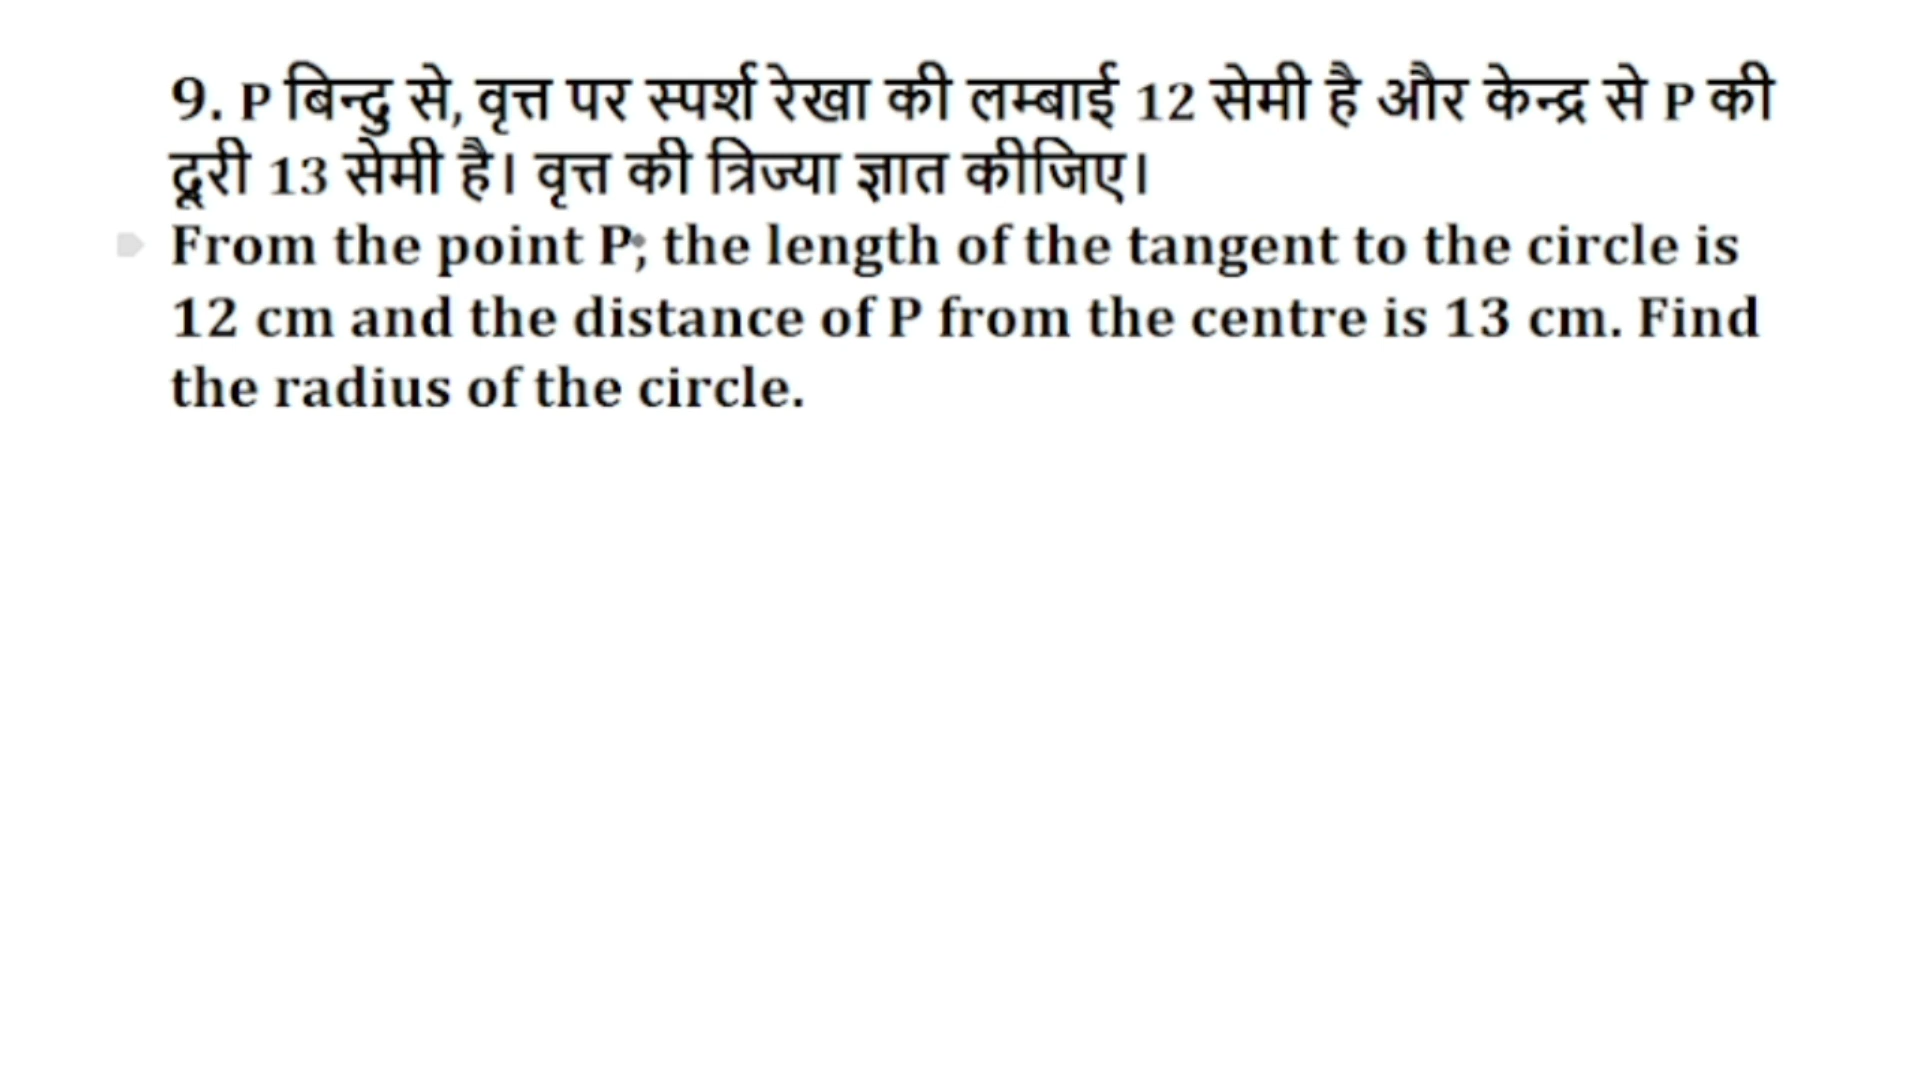 9. P बिन्दु से, वृत्त पर स्पर्श रेखा की लम्बाई 12 सेमी है और केन्द्र से P की
दूरी 13 सेमी है। वृत्त की त्रिज्या ज्ञात कीजिए।
From the point P, the length of the tangent to the circle is
12 cm and the distance of P from the centre is 13 cm. Find
the radius of the circle.